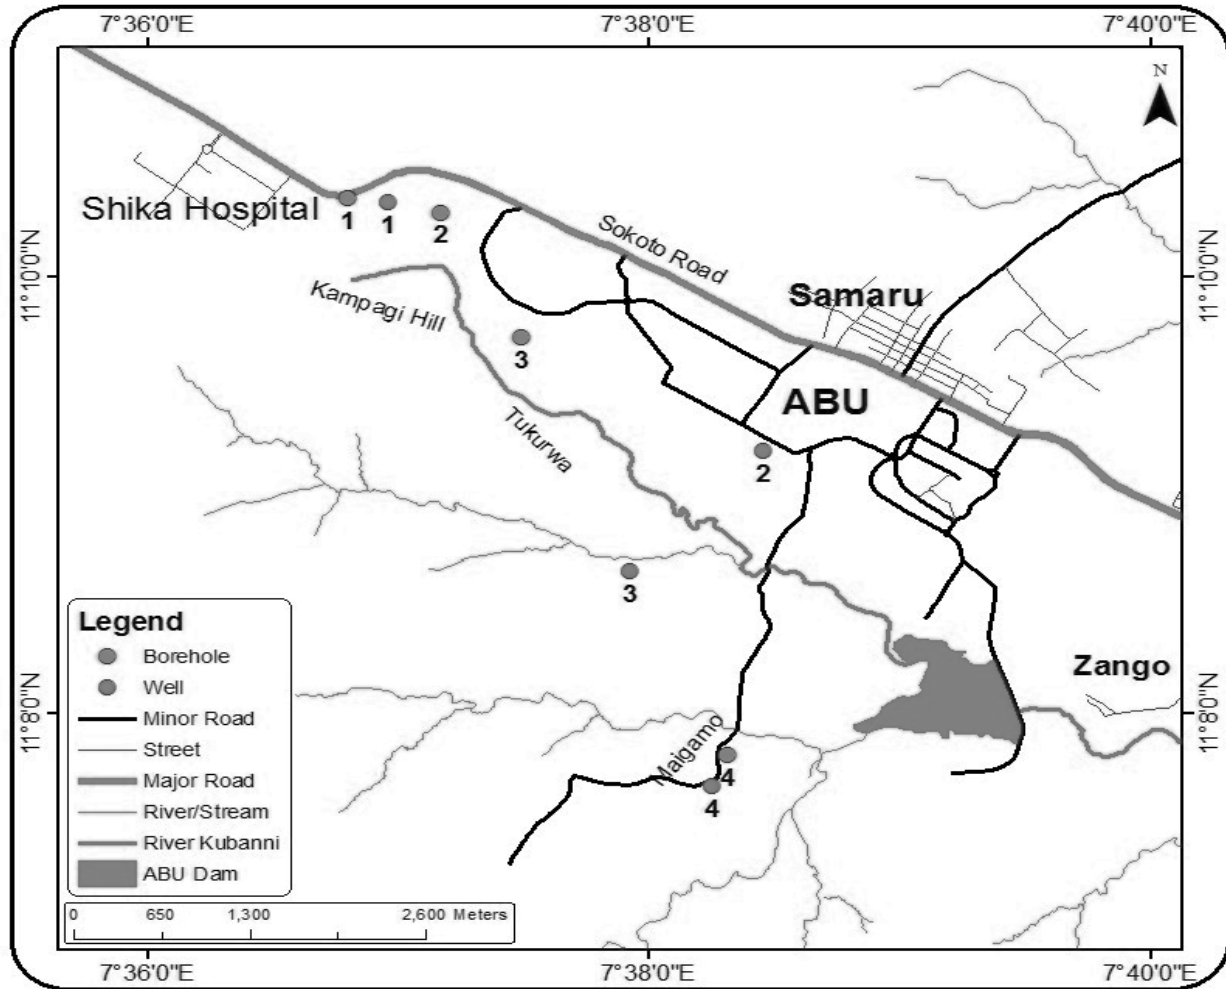 7°36'0"E
7°38'0"E
7°40'0"E
N
Shika Hospital
1
1
2
Sokoto Road
11°10'0"N
11°10'0"N
Samaru
Kampagi Hill
3
ABU
Tukurwa
2
3
Legend
Borehole
Well
Minor Road
Street
Major Road
River/Stream
River Kubanni
ABU Dam
Zango
11°8'0"N
11°8'0"N
Maigamo
4
4
0 650 1,300 2,600 Meters
7°36'0"E
7°38'0"E
7°40'0"E